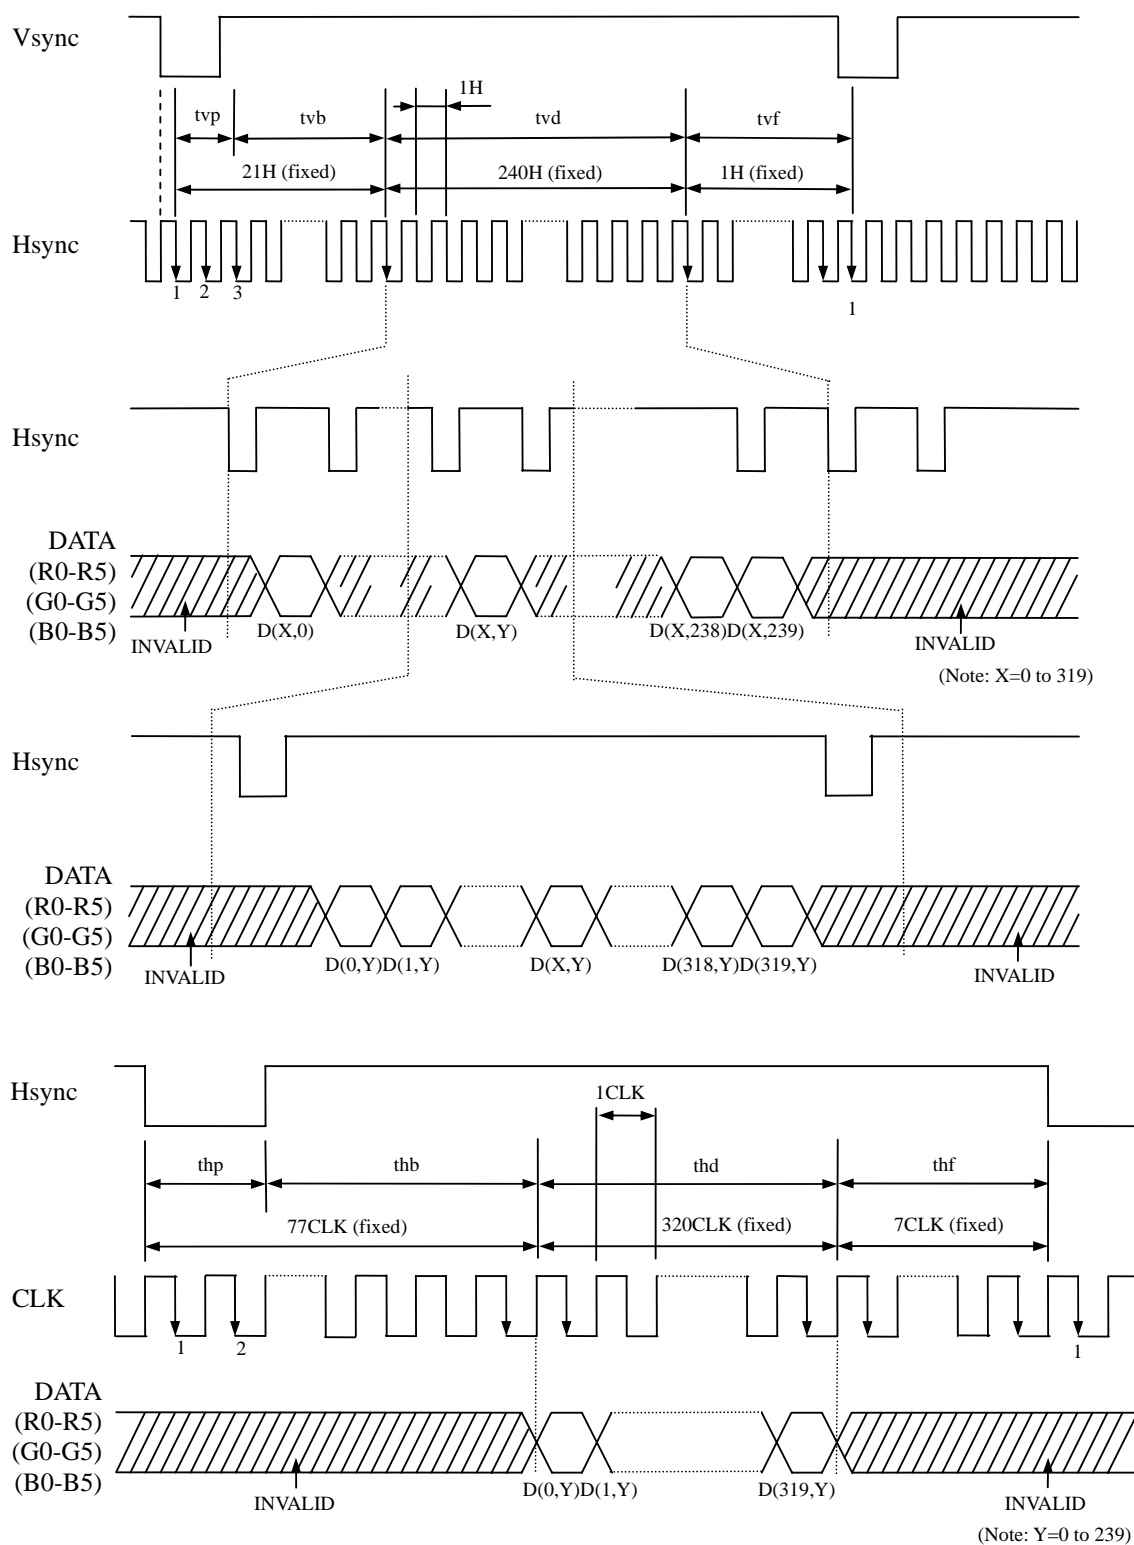 Vsync
1H
tvp tvb tvd tvf
21H (fixed) 240H (fixed) 1H (fixed)
Hsync
1 2 3 1
Hsync
DATA
(R0-R5)
(G0-G5)
(B0-B5)
D(X,0) D(X,Y) D(X,238)D(X,239)
INVALID INVALID
(Note: X=0 to 319)
Hsync
DATA
(R0-R5)
(G0-G5)
(B0-B5)
D(0,Y)D(1,Y) D(X,Y) D(318,Y)D(319,Y)
INVALID INVALID
Hsync
1CLK
thp thb thd thf
77CLK (fixed) 320CLK (fixed) 7CLK (fixed)
CLK
1 2 1
DATA
(R0-R5)
(G0-G5)
(B0-B5)
D(0,Y)D(1,Y) D(319,Y)
INVALID INVALID
(Note: Y=0 to 239)